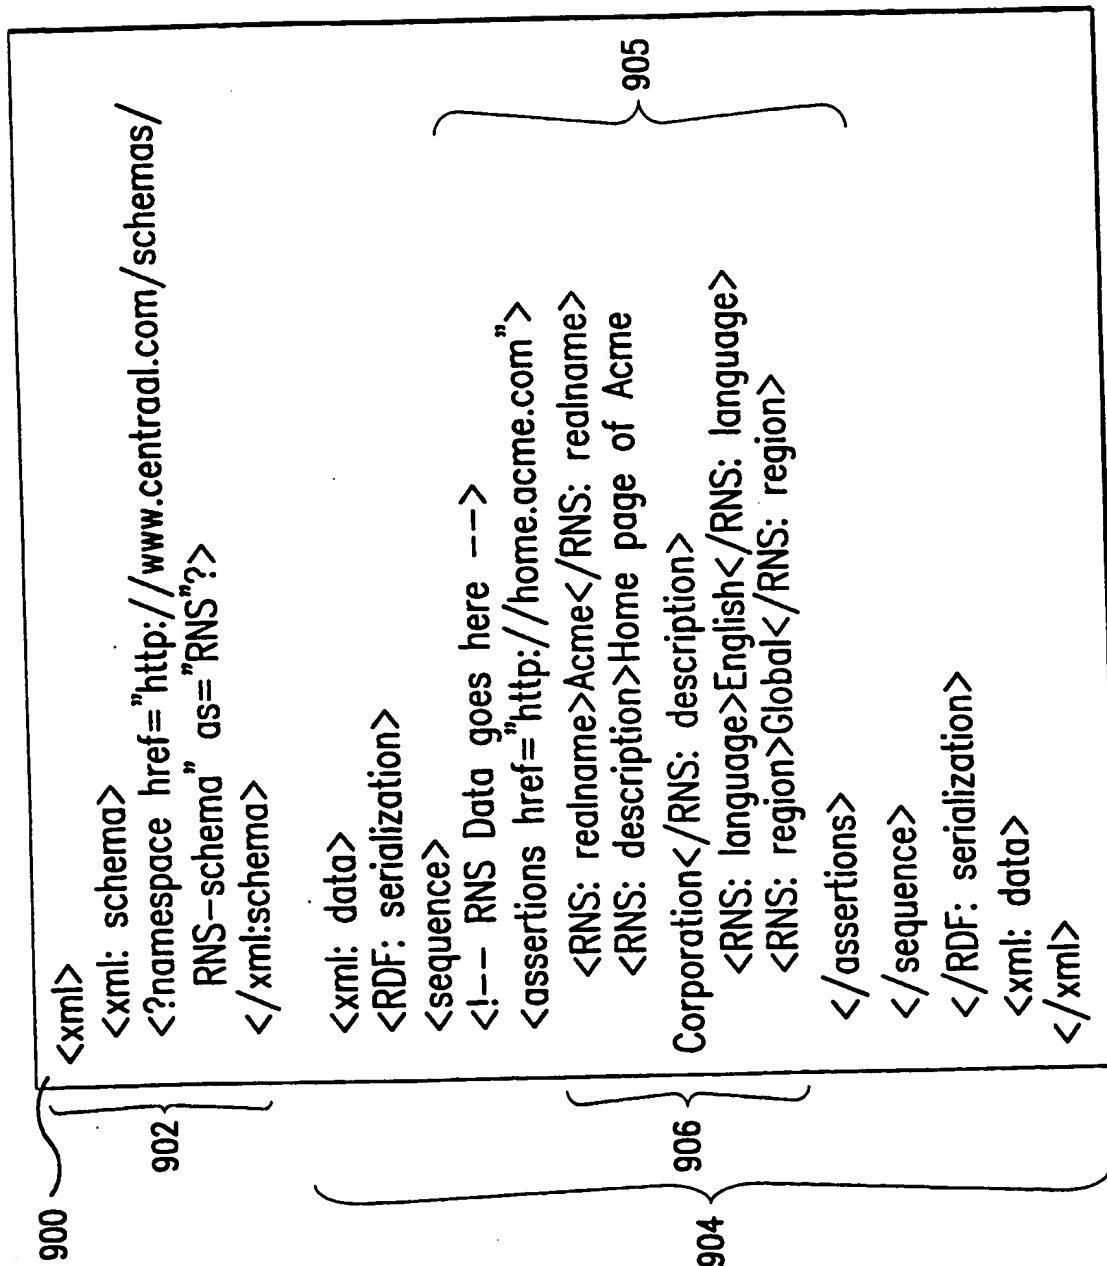 900
<xml>
<xml: schema>
<?namespace href="http://www.centraal.com/schemas/
RNS-schema" as="RNS"?>
</xml:schema>
902
<xml: data>
<RDF: serialization>
<sequence>
<!-- RNS Data goes here -->
<assertions href="http://home.acme.com">
<RNS: realname>Acme</RNS: realname>
<RNS: description>Home page of Acme
Corporation</RNS: description>
<RNS: language>English</RNS: language>
<RNS: region>Global</RNS: region>
</assertions>
</sequence>
</RDF: serialization>
<xml: data>
</xml>
905
906
904